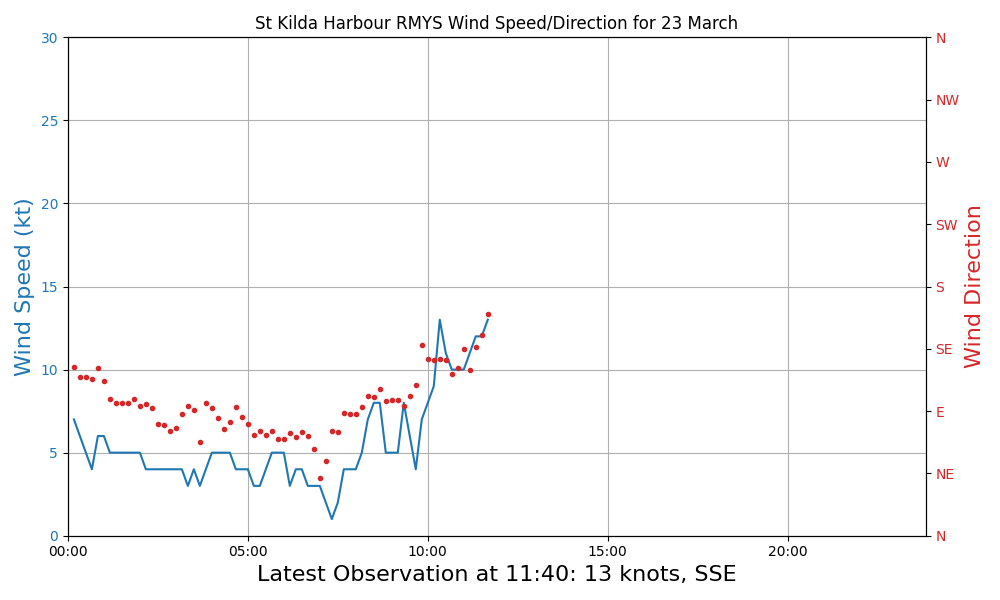 St Kilda Harbour RMYS Wind Speed/Direction for 23 March
Wind Speed (kt)
30
25
20
15
10
5
0
N
NW
W
SW
S
SE
E
NE
N
Wind Direction
00:00 05:00 10:00 15:00 20:00
Latest Observation at 11:40: 13 knots, SSE